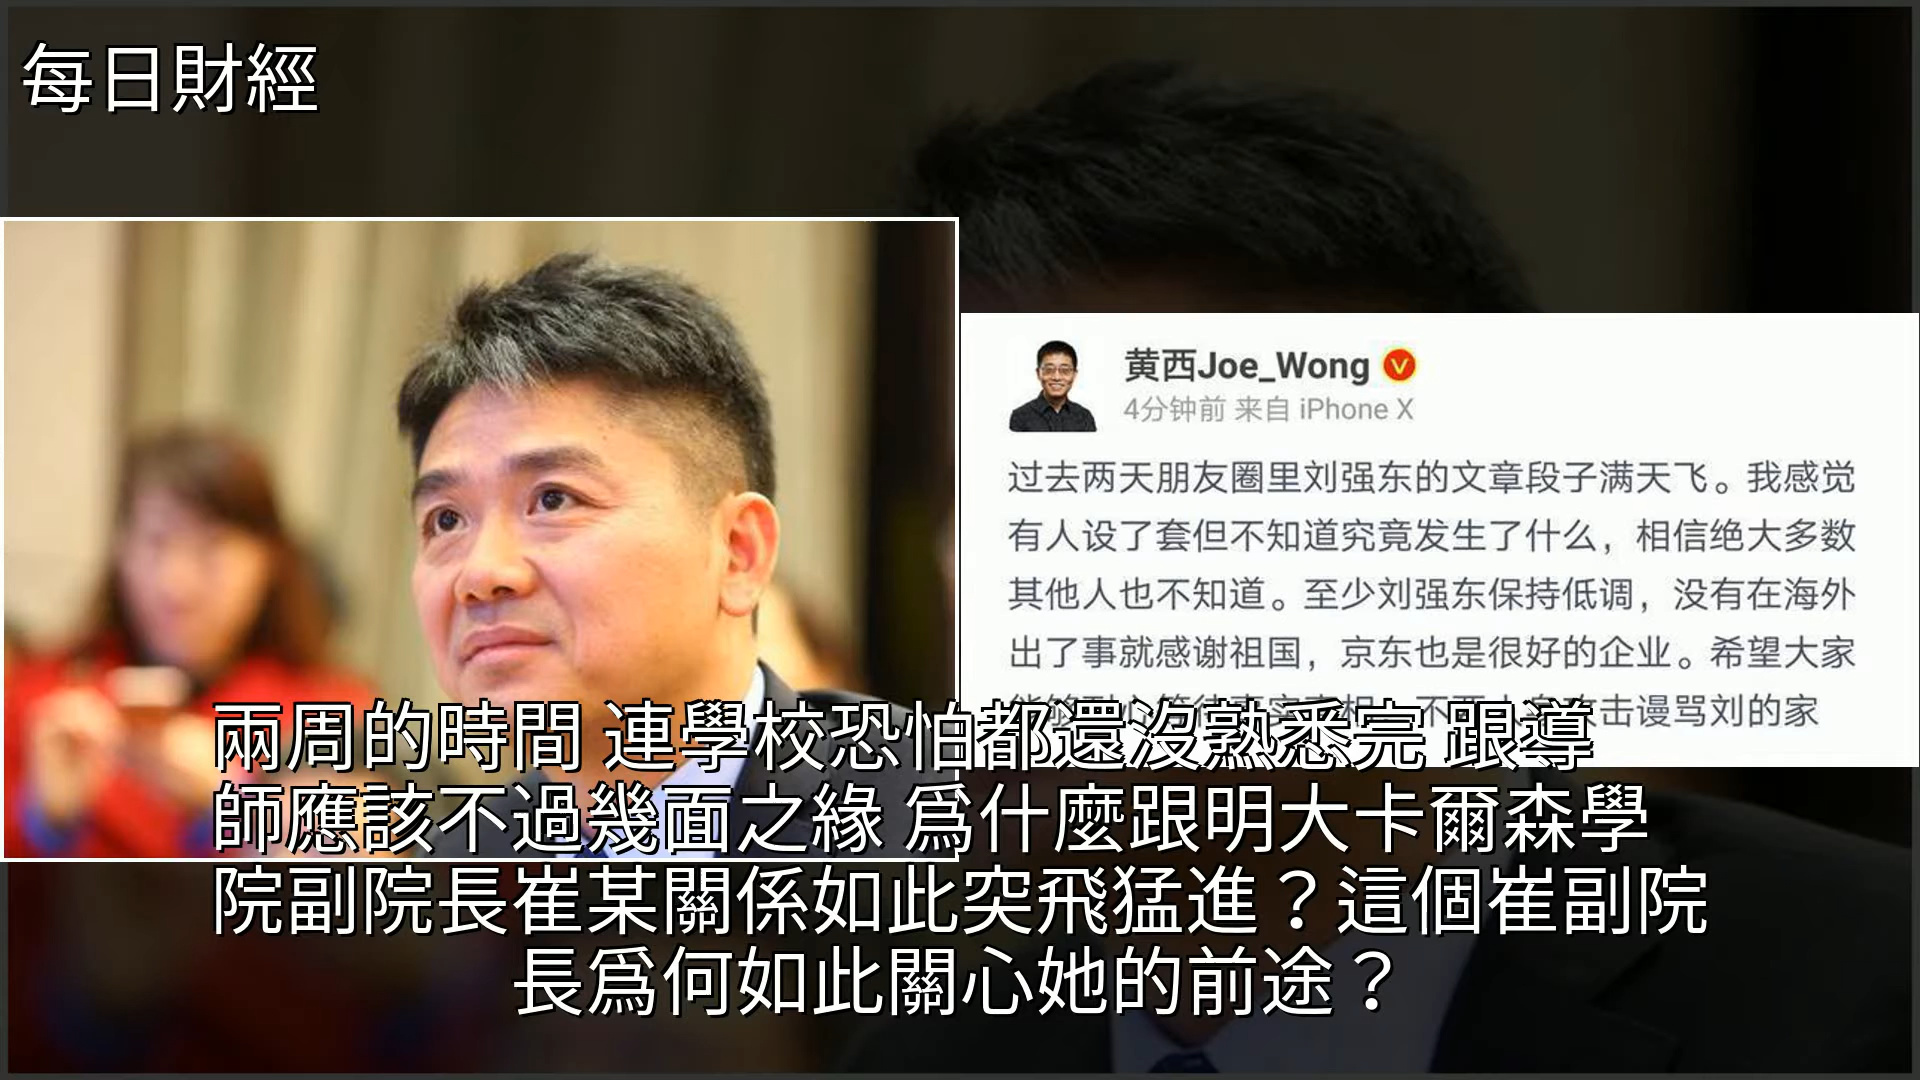 每日財經
黄西Joe_Wong
4分钟前 来自 iPhone X
过去两天朋友圈里刘强东的文章段子满天飞。我感觉
有人设了套但不知道究竟发生了什么，相信绝大多数
其他人也不知道。至少刘强东保持低调，没有在海外
出了事就感谢祖国，京东也是很好的企业。希望大家
击谩骂刘的家
兩周的時間 連學校恐怕都還沒熟悉完 跟導
師應該不過幾面之緣 爲什麼跟明大卡爾森學
院副院長崔某關係如此突飛猛進？這個崔副院
長爲何如此關心她的前途？